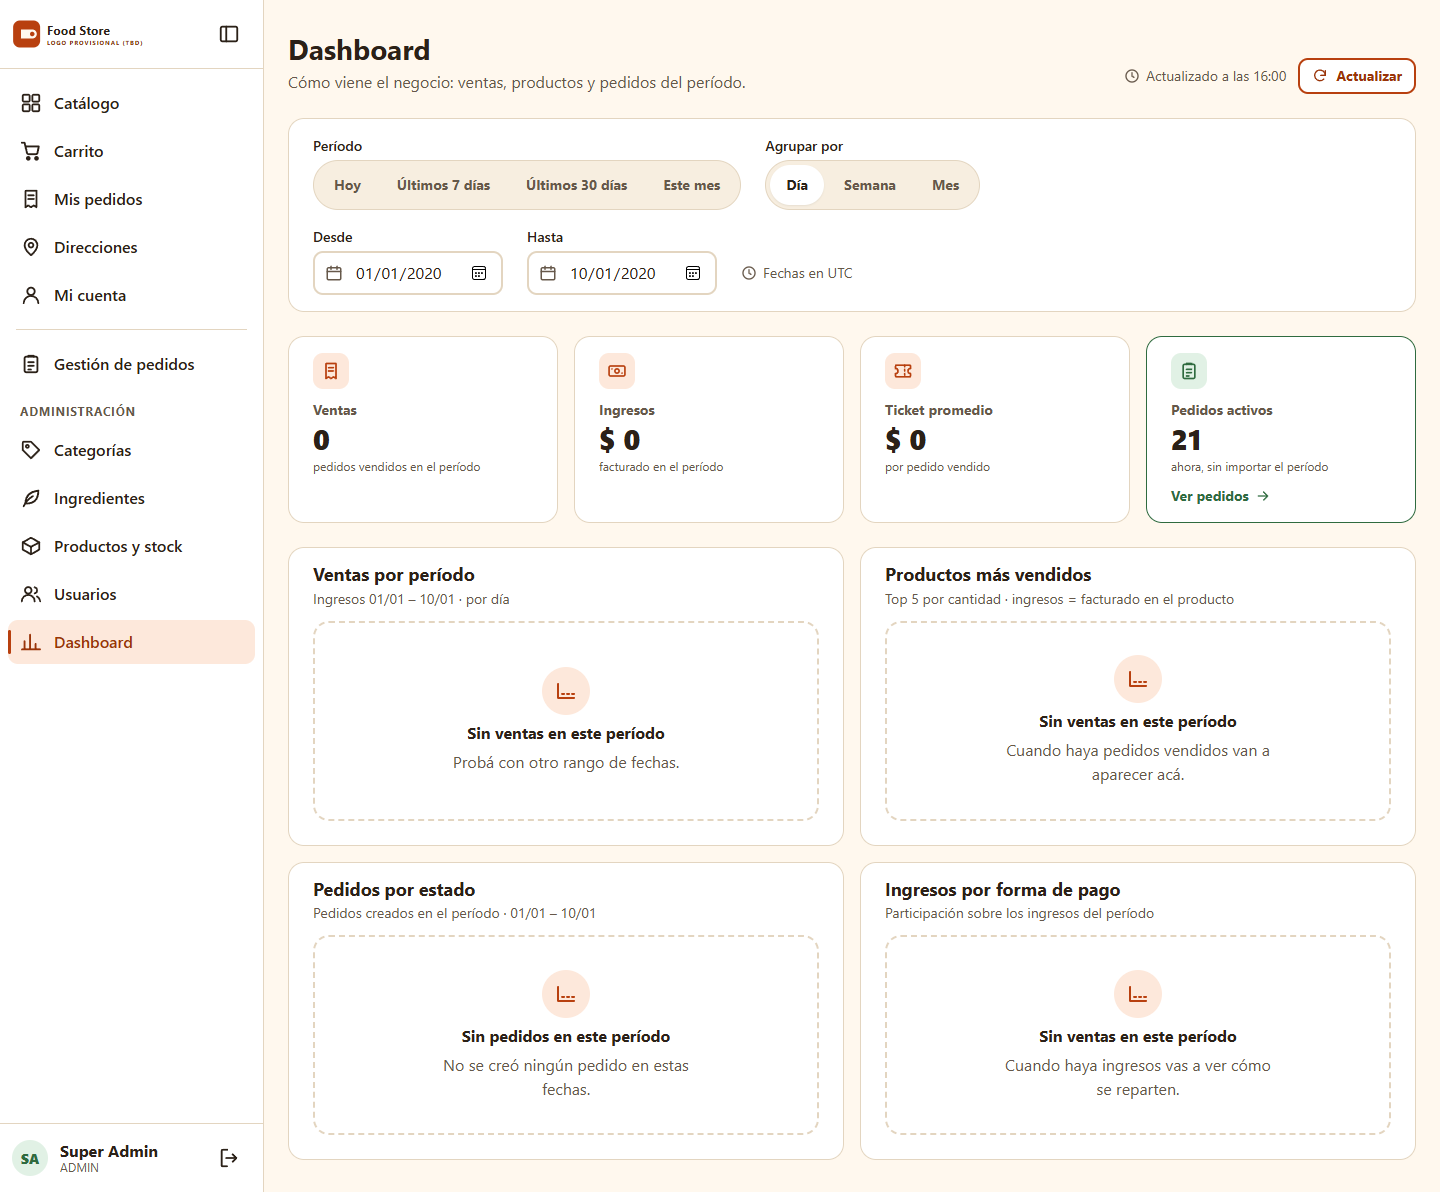 Food Store
LOGO PROVISIONAL (TBD)
Catálogo
Carrito
Mis pedidos
Direcciones
Mi cuenta
Gestión de pedidos
ADMINISTRACIÓN
Categorías
Ingredientes
Productos y stock
Usuarios
Dashboard
SA
Super Admin
ADMIN
Dashboard
Cómo viene el negocio: ventas, productos y pedidos del período.
Actualizado a las 16:00
Actualizar
Período
Hoy Últimos 7 días Últimos 30 días Este mes
Agrupar por
Día Semana Mes
Desde
01/01/2020
Hasta
10/01/2020
Fechas en UTC
Ventas
0
pedidos vendidos en el período
Ingresos
$ 0
facturado en el período
Ticket promedio
$ 0
por pedido vendido
Pedidos activos
21
ahora, sin importar el período
Ver pedidos →
Ventas por período
Ingresos 01/01 – 10/01 · por día
Sin ventas en este período
Probá con otro rango de fechas.
Productos más vendidos
Top 5 por cantidad · ingresos = facturado en el producto
Sin ventas en este período
Cuando haya pedidos vendidos van a
aparecer acá.
Pedidos por estado
Pedidos creados en el período · 01/01 – 10/01
Sin pedidos en este período
No se creó ningún pedido en estas
fechas.
Ingresos por forma de pago
Participación sobre los ingresos del período
Sin ventas en este período
Cuando haya ingresos vas a ver cómo
se reparten.